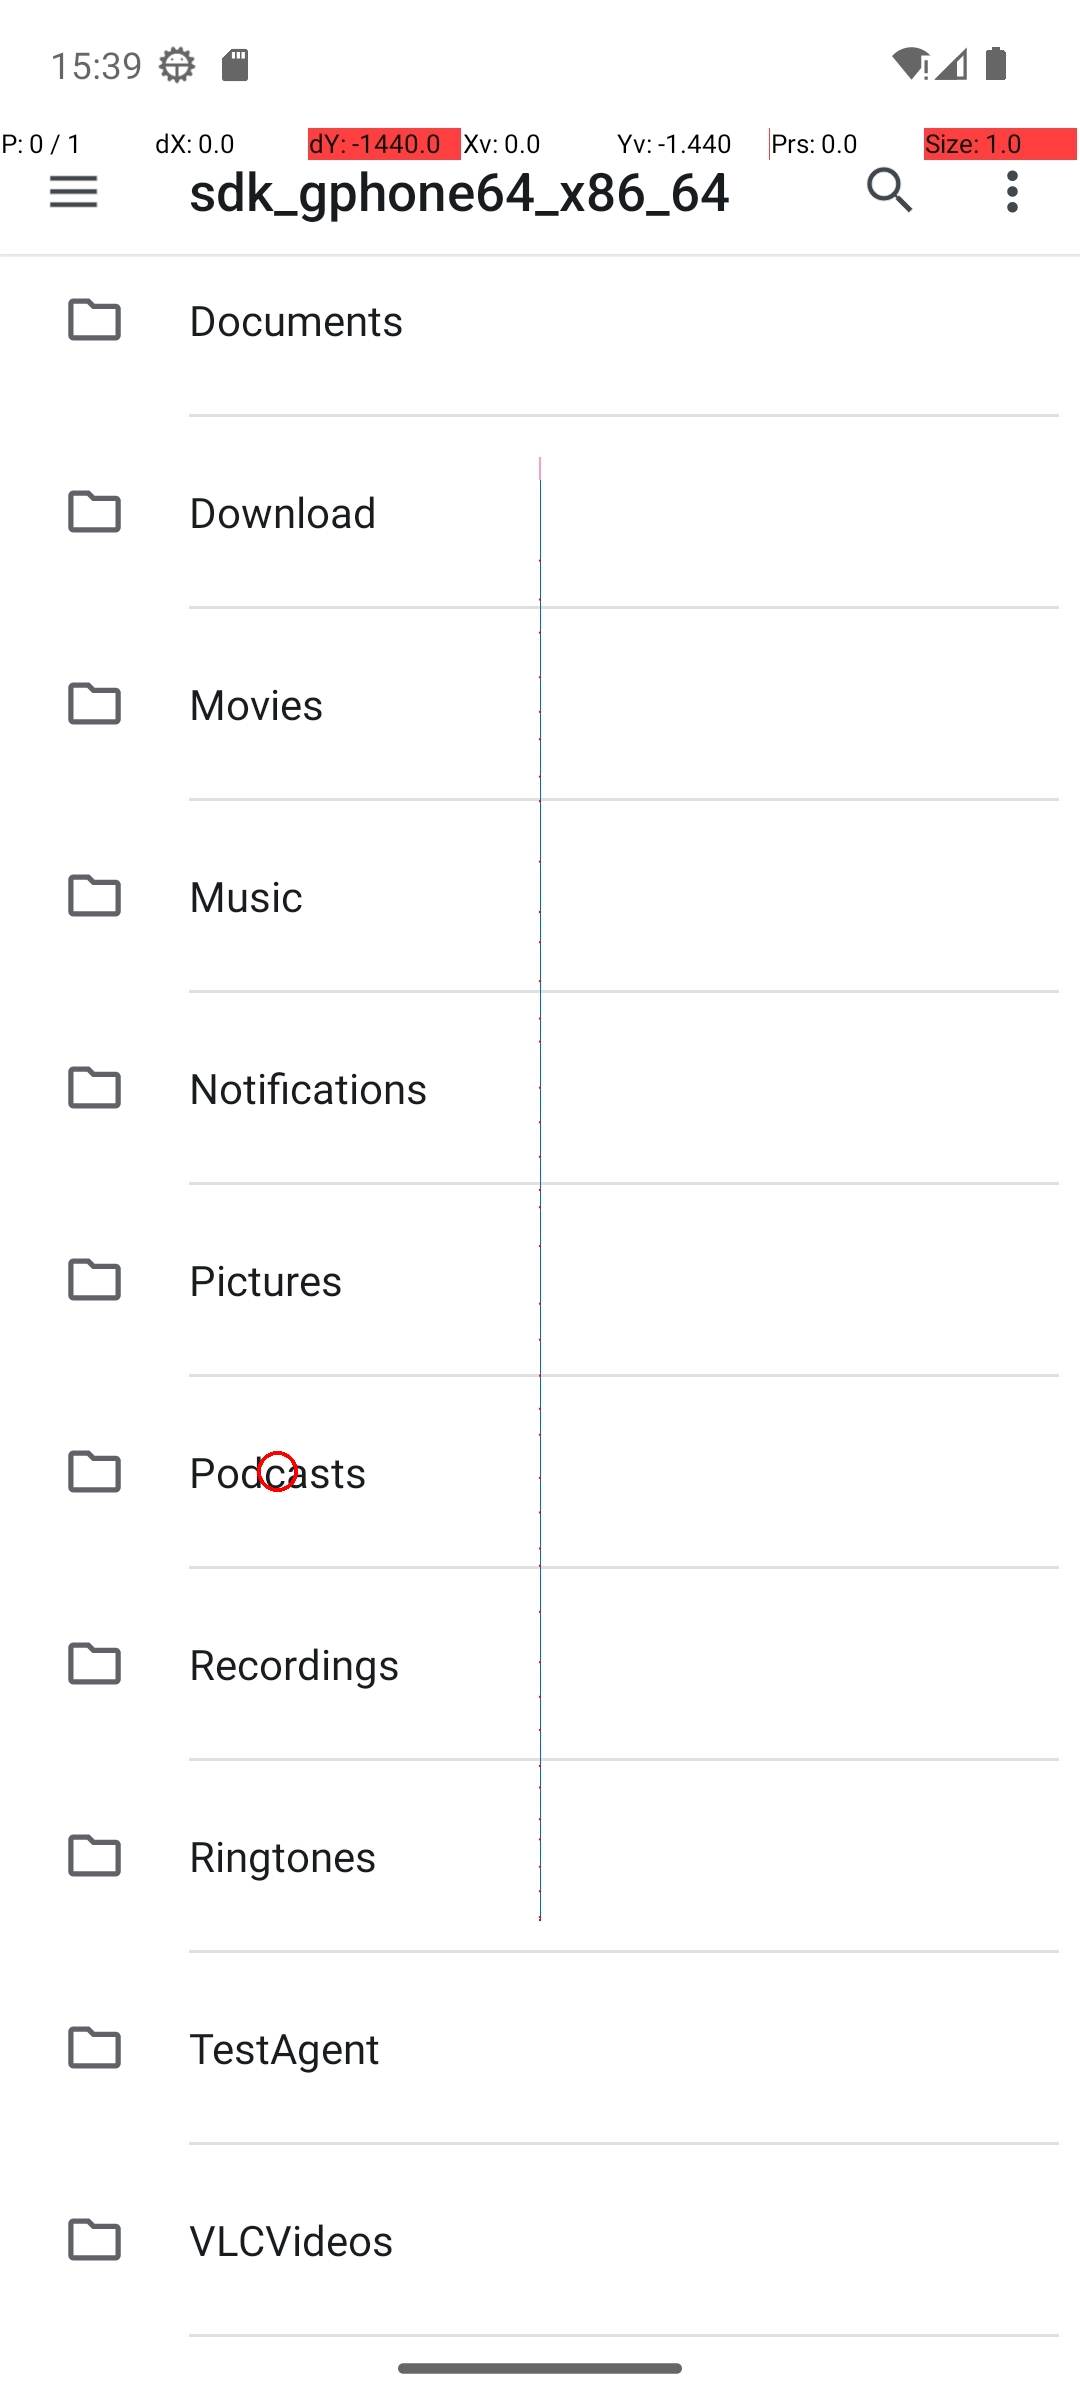 15:39
P: 0 / 1 dX: 0.0 dY: -1440.0 Xv: 0.0 Yv: -1.440 Prs: 0.0 Size: 1.0
sdk_gphone64_x86_64
Documents
Download
Movies
Music
Notifications
Pictures
Podcasts
Recordings
Ringtones
TestAgent
VLCVideos